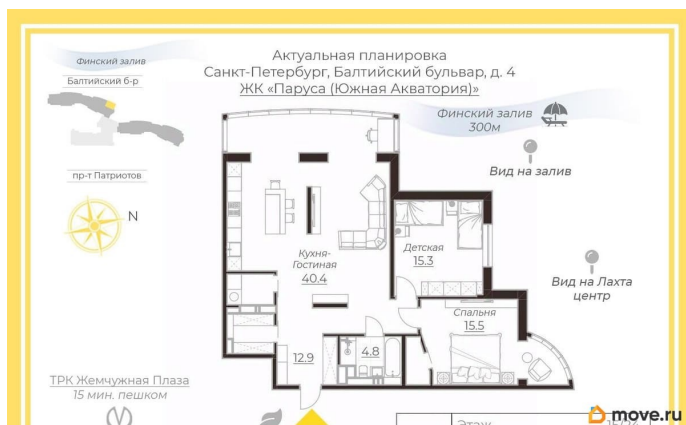 Актуальная планировка
Санкт-Петербург, Балтийский бульвар, д. 4
ЖК «Паруса (Южная Акватория)»
Финский залив
Балтийский б-р
пр-т Патриотов
N
Финский залив
300м
Вид на залив
Вид на Лахта
центр
Кухня-
Гостиная
40.4
Детская
15.3
Спальня
15.5
12.9
4.8
ТРК Жемчужная Плаза
15 мин. пешком
Этаж
move.ru